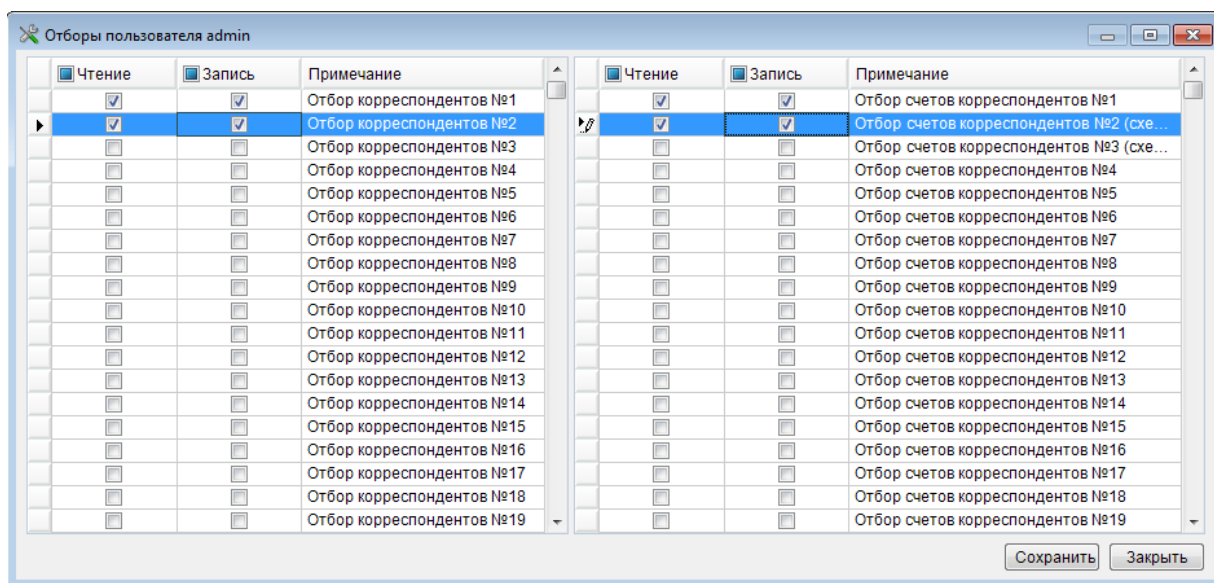 Отборы пользователя admin
Чтение Запись Примечание Чтение Запись Примечание
Отбор корреспондентов №1 Отбор счетов корреспондентов №1
Отбор корреспондентов №2 Отбор счетов корреспондентов №2 (схе...
Отбор корреспондентов №3 Отбор счетов корреспондентов №3 (схе...
Отбор корреспондентов №4 Отбор счетов корреспондентов №4
Отбор корреспондентов №5 Отбор счетов корреспондентов №5
Отбор корреспондентов №6 Отбор счетов корреспондентов №6
Отбор корреспондентов №7 Отбор счетов корреспондентов №7
Отбор корреспондентов №8 Отбор счетов корреспондентов №8
Отбор корреспондентов №9 Отбор счетов корреспондентов №9
Отбор корреспондентов №10 Отбор счетов корреспондентов №10
Отбор корреспондентов №11 Отбор счетов корреспондентов №11
Отбор корреспондентов №12 Отбор счетов корреспондентов №12
Отбор корреспондентов №13 Отбор счетов корреспондентов №13
Отбор корреспондентов №14 Отбор счетов корреспондентов №14
Отбор корреспондентов №15 Отбор счетов корреспондентов №15
Отбор корреспондентов №16 Отбор счетов корреспондентов №16
Отбор корреспондентов №17 Отбор счетов корреспондентов №17
Отбор корреспондентов №18 Отбор счетов корреспондентов №18
Отбор корреспондентов №19 Отбор счетов корреспондентов №19
Сохранить Закрыть